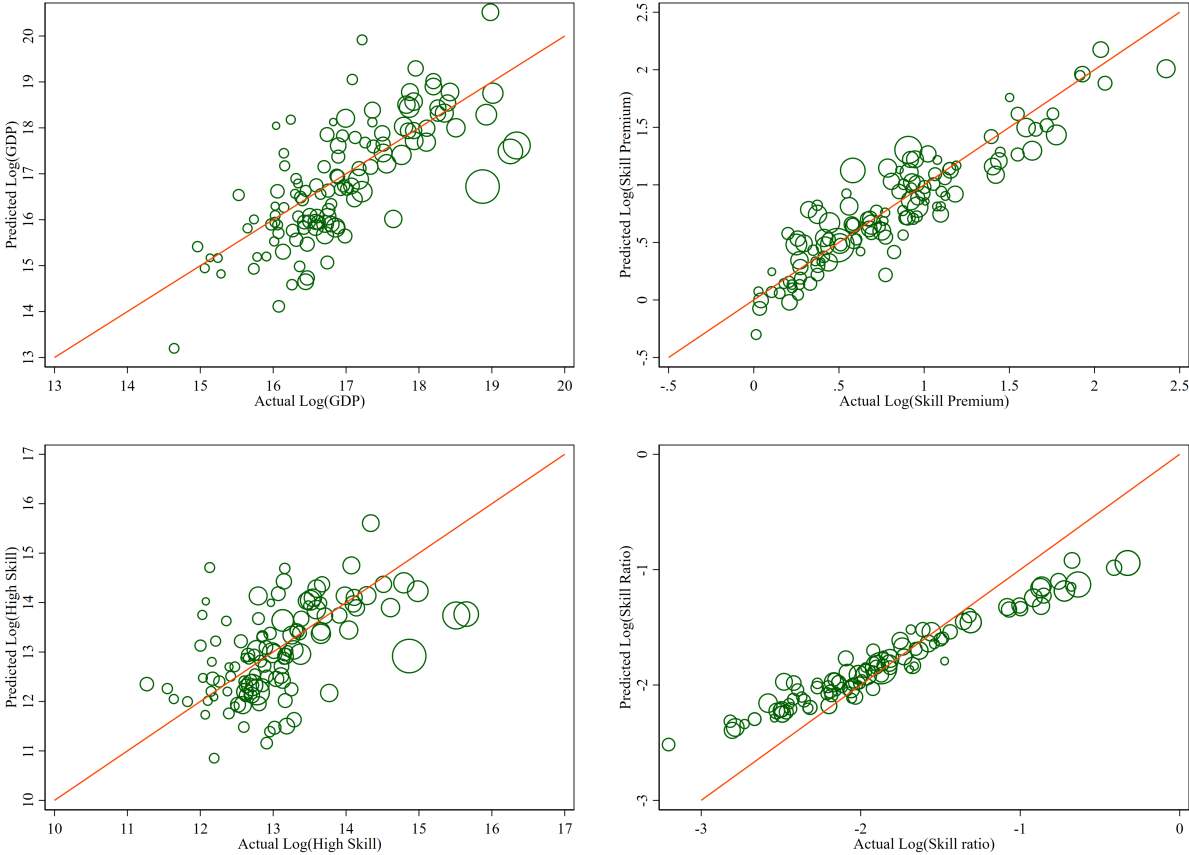 Predicted Log(GDP)
20
19
18
17
16
15
14
13
13 14 15 16 17 18 19 20
Actual Log(GDP)
Predicted Log(Skill Premium)
2.5
2
1.5
1
.5
0
-.5
-.5 0 .5 1 1.5 2 2.5
Actual Log(Skill Premium)
Predicted Log(High Skill)
17
16
15
14
13
12
11
10
10 11 12 13 14 15 16 17
Actual Log(High Skill)
Predicted Log(Skill Ratio)
0
-1
-2
-3
-3 -2 -1 0
Actual Log(Skill ratio)